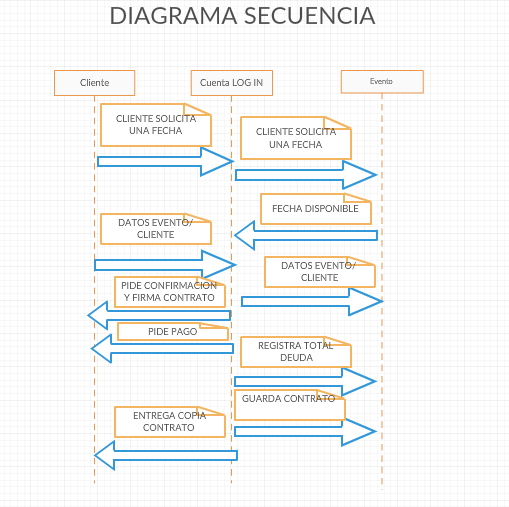 DIAGRAMA SECUENCIA
Cliente
Cuenta LOG IN
Evento
CLIENTE SOLICITA
UNA FECHA
CLIENTE SOLICITA
UNA FECHA
FECHA DISPONIBLE
DATOS EVENTO/
CLIENTE
DATOS EVENTO/
CLIENTE
PIDE CONFIRMACION
Y FIRMA CONTRATO
PIDE PAGO
REGISTRA TOTAL
DEUDA
GUARDA CONTRATO
ENTREGA COPIA
CONTRATO